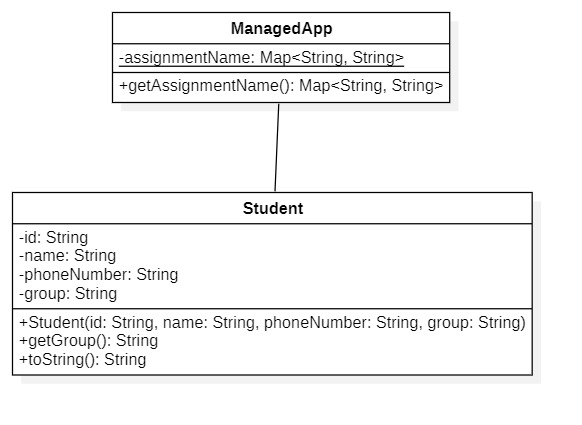 ManagedApp
-assignmentName: Map<String, String>
+getAssignmentName(): Map<String, String>
Student
-id: String
-name: String
-phoneNumber: String
-group: String
+Student(id: String, name: String, phoneNumber: String, group: String)
+getGroup(): String
+toString(): String